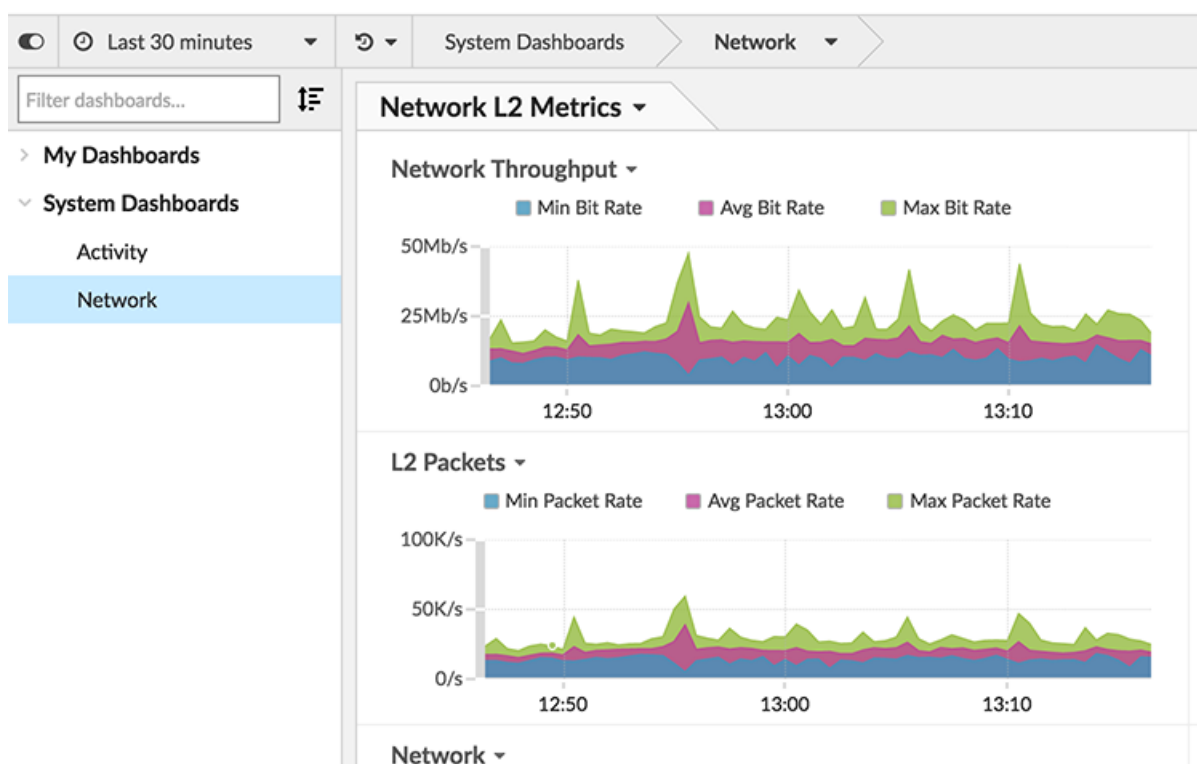 Last 30 minutes System Dashboards Network
Filter dashboards...
My Dashboards
System Dashboards
Activity
Network
Network L2 Metrics
Network Throughput
Min Bit Rate Avg Bit Rate Max Bit Rate
50Mb/s
25Mb/s
0b/s
12:50 13:00 13:10
L2 Packets
Min Packet Rate Avg Packet Rate Max Packet Rate
100K/s
50K/s
0/s
12:50 13:00 13:10
Network